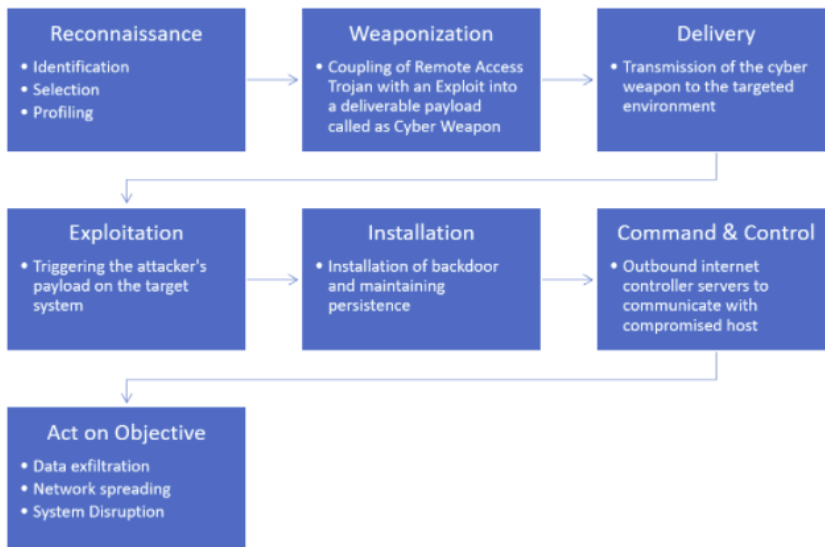 Reconnaissance
• Identification
• Selection
• Profiling
Weaponization
• Coupling of Remote Access
Trojan with an Exploit into
a deliverable payload
called as Cyber Weapon
Delivery
• Transmission of the cyber
weapon to the targeted
environment
Exploitation
• Triggering the attacker's
payload on the target
system
Installation
• Installation of backdoor
and maintaining
persistence
Command & Control
• Outbound internet
controller servers to
communicate with
compromised host
Act on Objective
• Data exfiltration
• Network spreading
• System Disruption